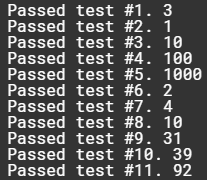 Passed test #1. 3
Passed test #2. 1
Passed test #3. 10
Passed test #4. 100
Passed test #5. 1000
Passed test #6. 2
Passed test #7. 4
Passed test #8. 10
Passed test #9. 31
Passed test #10. 39
Passed test #11. 92